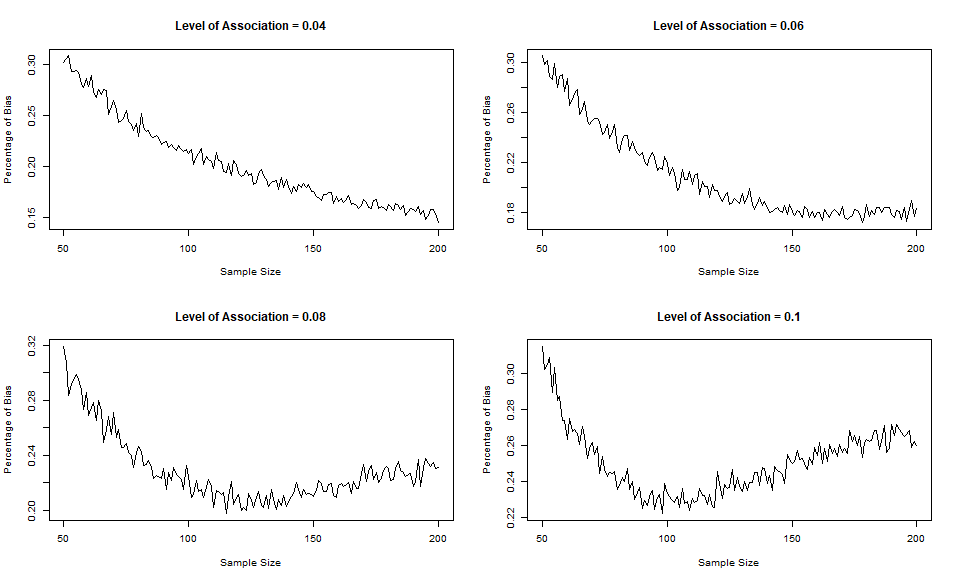 Level of Association = 0.04
Percentage of Bias
0.30
0.25
0.20
0.15
50 100 150 200
Sample Size
Level of Association = 0.06
Percentage of Bias
0.30
0.26
0.22
0.18
50 100 150 200
Sample Size
Level of Association = 0.08
Percentage of Bias
0.32
0.28
0.24
0.20
50 100 150 200
Sample Size
Level of Association = 0.1
Percentage of Bias
0.30
0.28
0.26
0.24
0.22
50 100 150 200
Sample Size